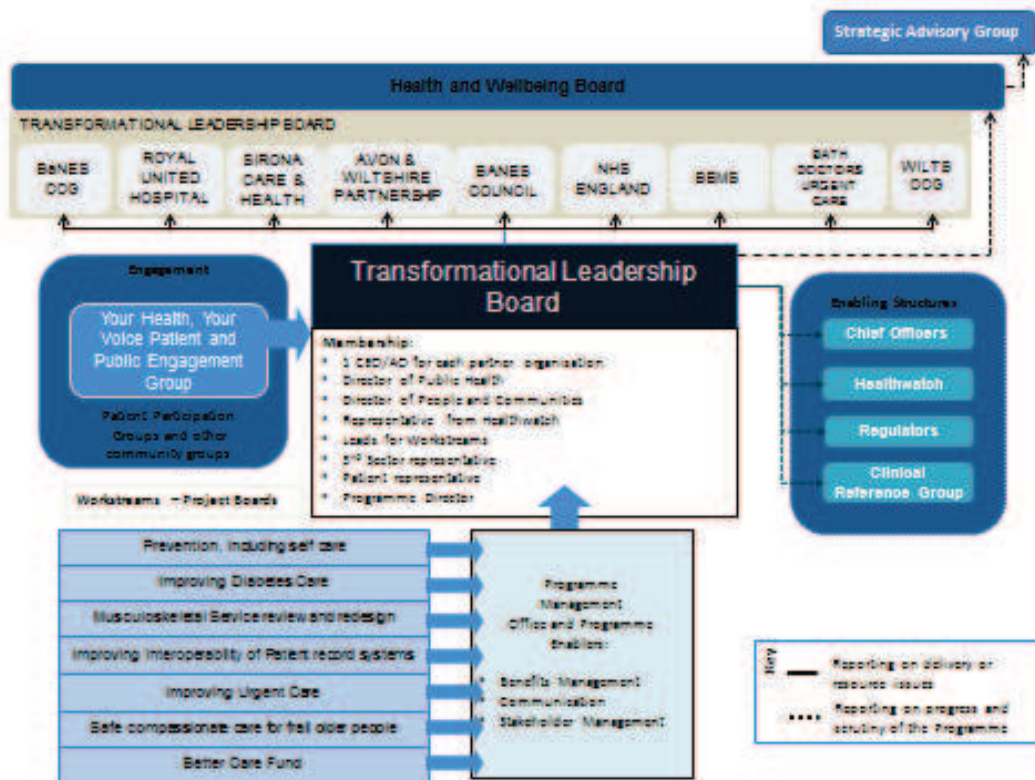 Strategic Advisory Group
Health and Wellbeing Board
TRANSFORMATIONAL LEADERSHIP BOARD
BaNES
CCG
ROYAL
UNITED
HOSPITAL
SIRONA
CARE &
HEALTH
AVON &
WILTSHIRE
PARTNERSHIP
BANES
COUNCIL
NHS
ENGLAND
BEMS
BATH
DOCTORS
URGENT
CARE
WILTS
CCG
Engagement
Your Health, Your
Voice Patient and
Public Engagement
Group
Patient Participation
Groups and other
community groups
Transformational Leadership
Board
Membership:
• 1 CEO/AO for each partner organisation
• Director of Public Health
• Director of People and Communities
• Representative from Healthwatch
• Leads for Workstreams
• 3rd Sector representative
• Patient representative
• Programme Director
Enabling Structures
Chief Officers
Healthwatch
Regulators
Clinical
Reference Group
Workstreams – Project Boards
Prevention, including self care
Improving Diabetes Care
Musculoskeletal Service review and redesign
Improving Interoperability of Patient record systems
Improving Urgent Care
Safe compassionate care for frail older people
Better Care Fund
Programme
Management
Office and Programme
Enablers:
• Benefits Management
Communication
• Stakeholder Management
Key
Reporting on delivery or
resource issues
Reporting on progress and
scrutiny of the Programme